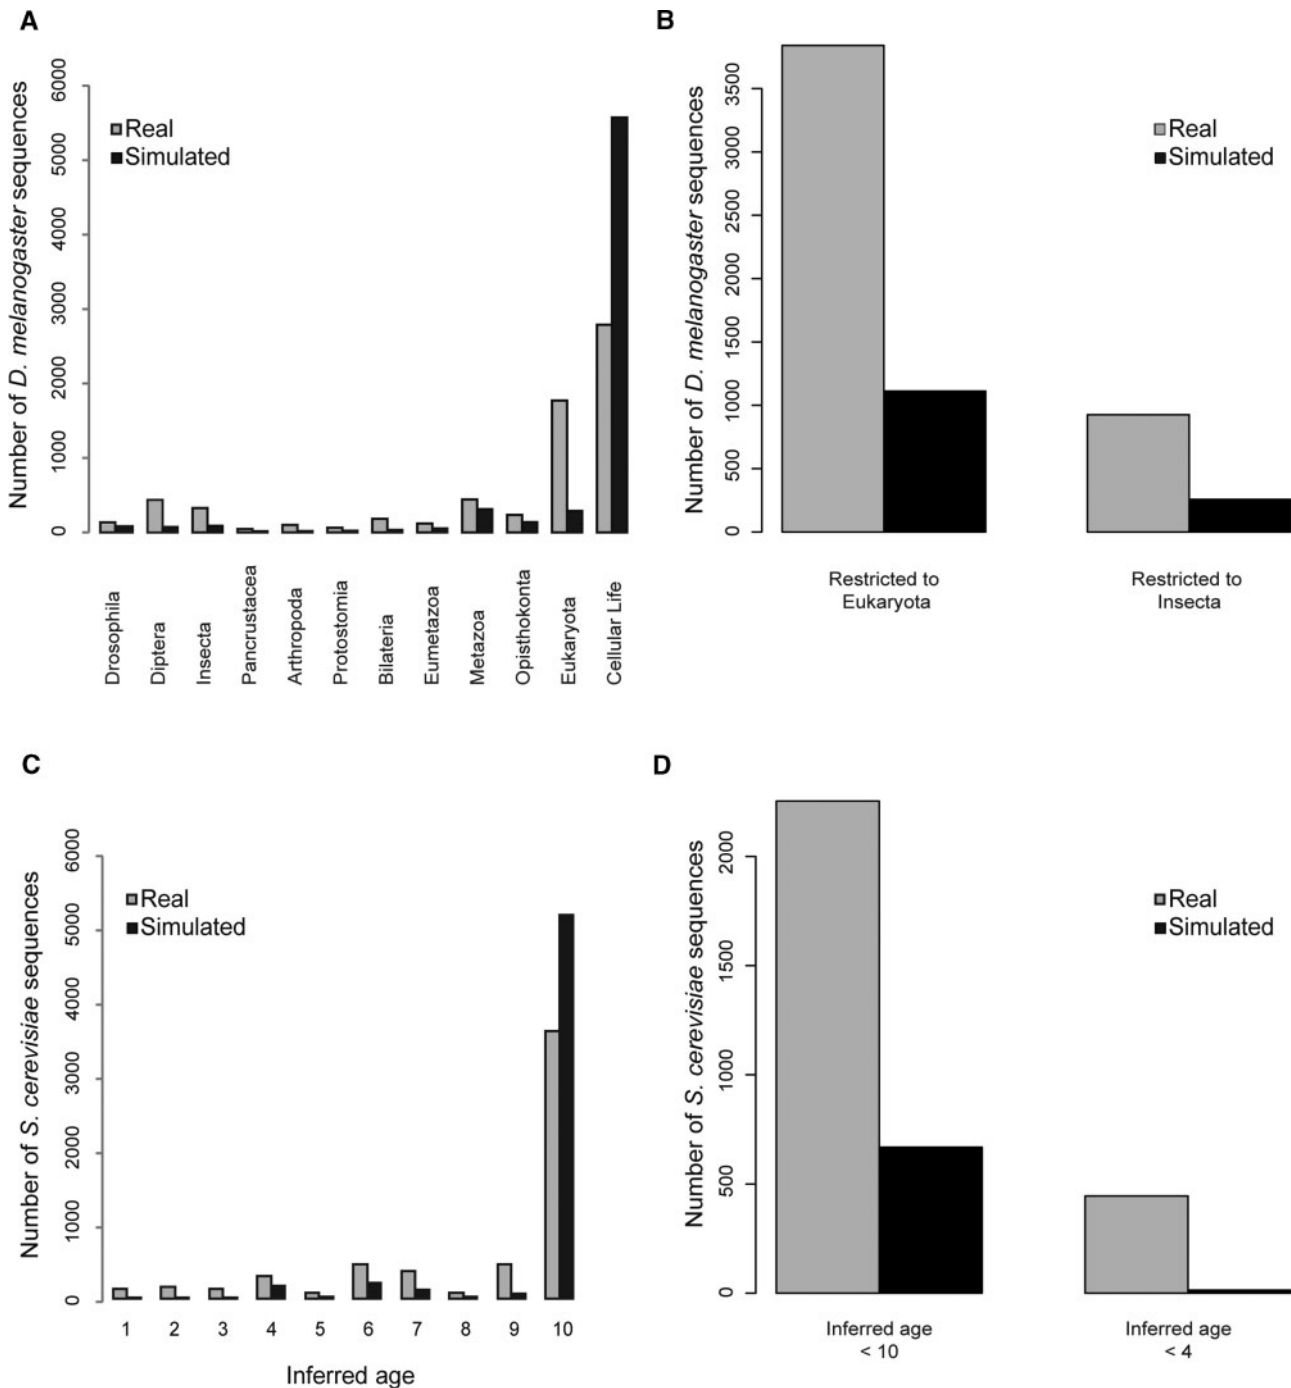 A
Number of D. melanogaster sequences
6000
5000
4000
3000
2000
1000
0
Real
Simulated
Drosophila
Diptera
Insecta
Pancrustacea
Arthropoda
Protostomia
Bilateria
Eumetazoa
Metazoa
Opisthokonta
Eukaryota
Cellular Life
B
Number of D. melanogaster sequences
3500
3000
2500
2000
1500
1000
500
0
Real
Simulated
Restricted to
Eukaryota
Restricted to
Insecta
C
Number of S. cerevisiae sequences
6000
5000
4000
3000
2000
1000
0
Real
Simulated
1 2 3 4 5 6 7 8 9 10
Inferred age
D
Number of S. cerevisiae sequences
2000
1500
1000
500
0
Real
Simulated
Inferred age
< 10
Inferred age
< 4